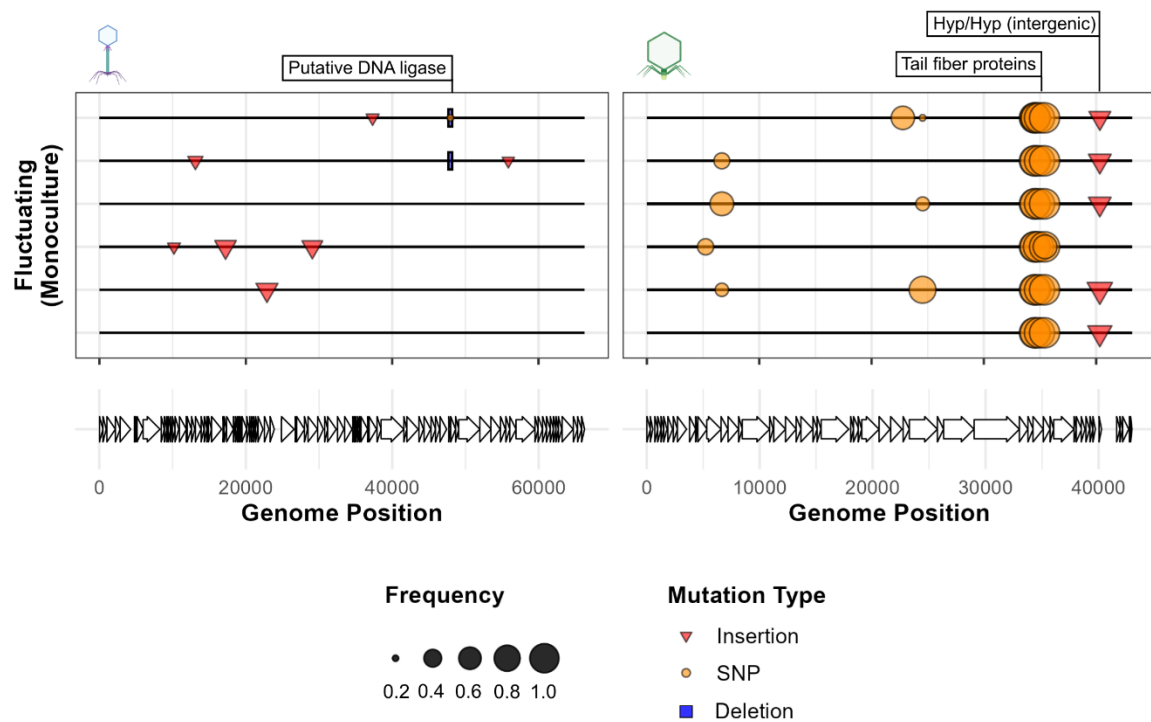 Hyp/Hyp (intergenic)
Putative DNA ligase
Tail fiber proteins
Fluctuating
(Monoculture)
0 20000 40000 60000
Genome Position
0 10000 20000 30000 40000
Genome Position
Frequency
0.2 0.4 0.6 0.8 1.0
Mutation Type
Insertion
SNP
Deletion